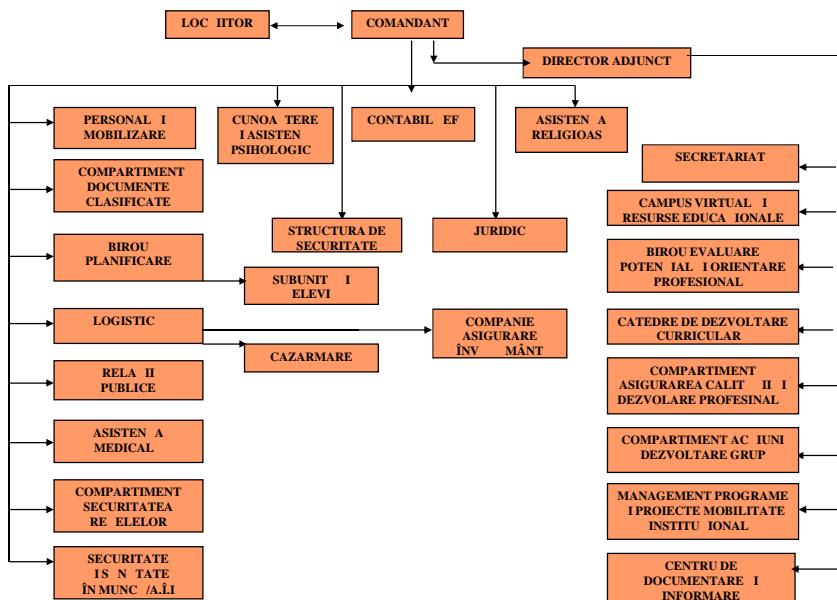 LOC IITOR
COMANDANT
DIRECTOR ADJUNCT
PERSONAL I
MOBILIZARE
CUNOA TERE
I ASISTEN
PSIHOLOGIC
CONTABIL EF
ASISTEN A
RELIGIOAS
SECRETARIAT
COMPARTIMENT
DOCUMENTE
CLASIFICATE
CAMPUS VIRTUAL I
RESURSE EDUCA IONALE
STRUCTURA DE
SECURITATE
JURIDIC
BIROU
PLANIFICARE
BIROU EVALUARE
POTEN IAL I ORIENTARE
PROFESIONAL
SUBUNIT I
ELEVI
LOGISTIC
COMPANIE
ASIGURARE
ÎNV MÂNT
CATEDRE DE DEZVOLTARE
CURRICULAR
CAZARMARE
RELA II
PUBLICE
COMPARTIMENT
ASIGURAREA CALIT II I
DEZVOLARE PROFESINAL
ASISTEN A
MEDICAL
COMPARTIMENT AC IUNI
DEZVOLTARE GRUP
COMPARTIMENT
SECURITATEA
RE ELELOR
MANAGEMENT PROGRAME
I PROIECTE MOBILITATE
INSTITU IONAL
SECURITATE
I S N TATE
ÎN MUNC /A.Î.I
CENTRU DE
DOCUMENTARE I
INFORMARE